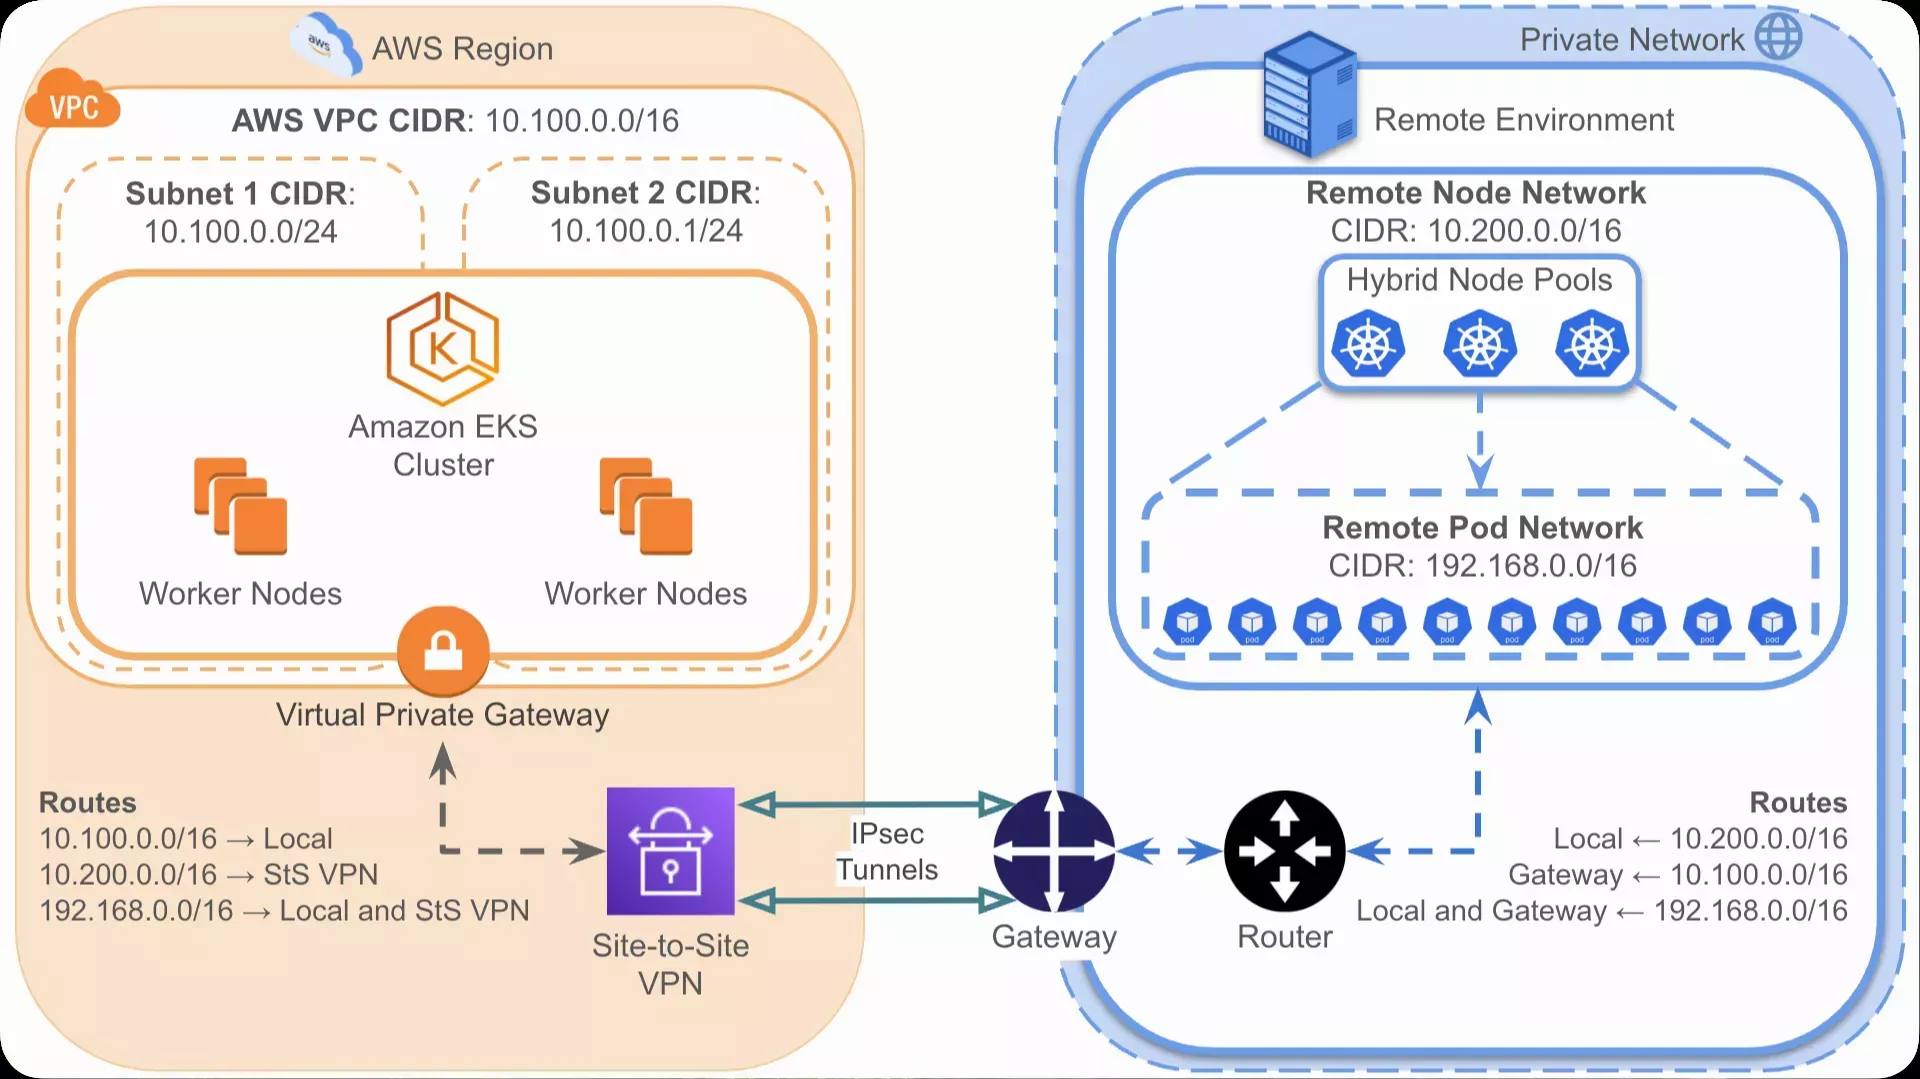 aws
AWS Region
VPC
AWS VPC CIDR: 10.100.0.0/16
Subnet 1 CIDR:
10.100.0.0/24
Subnet 2 CIDR:
10.100.0.1/24
K
Amazon EKS
Cluster
Worker Nodes
Worker Nodes
Virtual Private Gateway
Routes
10.100.0.0/16 → Local
10.200.0.0/16 → StS VPN
192.168.0.0/16 → Local and StS VPN
Site-to-Site
VPN
IPsec
Tunnels
Private Network
Remote Environment
Remote Node Network
CIDR: 10.200.0.0/16
Hybrid Node Pools
Remote Pod Network
CIDR: 192.168.0.0/16
pod pod pod pod pod pod pod pod pod pod
Gateway
Router
Routes
Local ← 10.200.0.0/16
Gateway ← 10.100.0.0/16
Local and Gateway ← 192.168.0.0/16